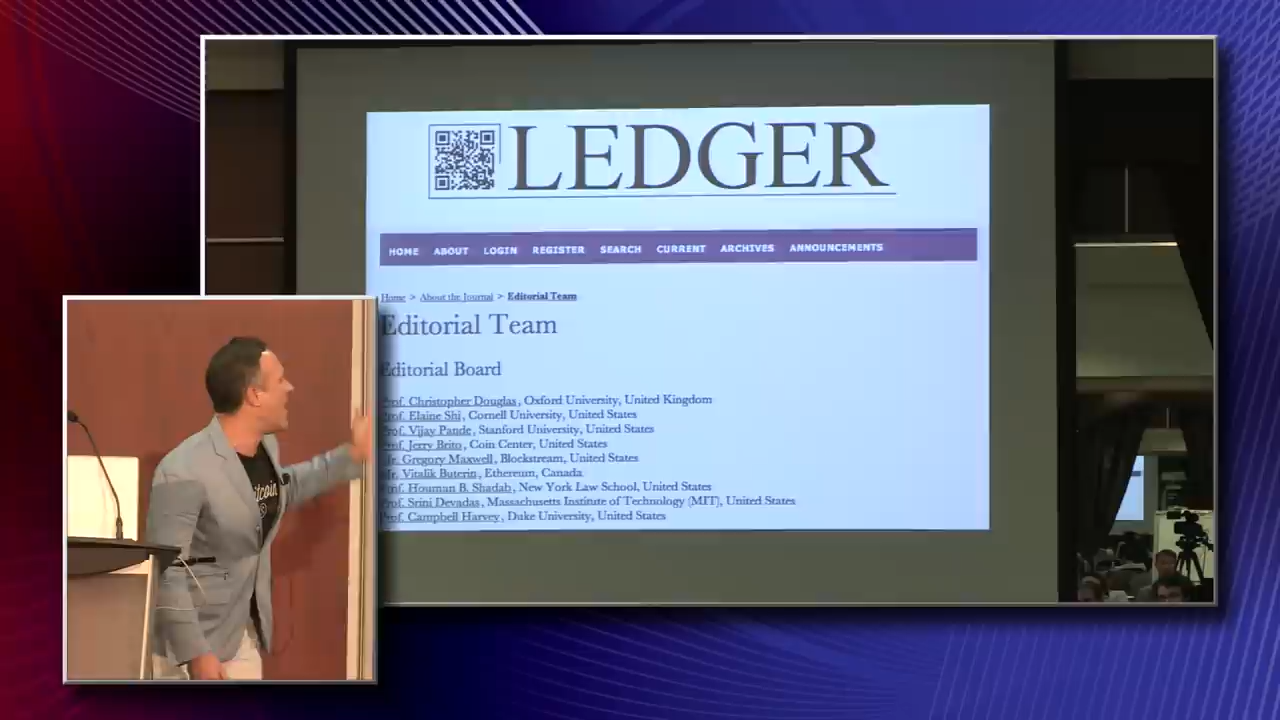 LEDGER
HOME ABOUT LOGIN REGISTER SEARCH CURRENT ARCHIVES ANNOUNCEMENTS
Home > About the Journal > Editorial Team
Editorial Team
Editorial Board
Prof. Christopher Douglas, Oxford University, United Kingdom
Prof. Elaine Shi, Cornell University, United States
Prof. Vijay Pande, Stanford University, United States
Prof. Jerry Brito, Coin Center, United States
Mr. Gregory Maxwell, Blockstream, United States
Mr. Vitalik Buterin, Ethereum, Canada
Prof. Houman B. Shadab, New York Law School, United States
Prof. Srini Devadas, Massachusetts Institute of Technology (MIT), United States
Prof. Campbell Harvey, Duke University, United States
itcoin